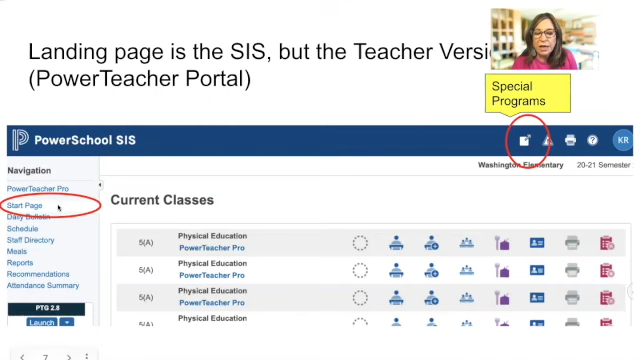 Landing page is the SIS, but the Teacher Versi
(PowerTeacher Portal)
Special
Programs
PowerSchool SIS
KR
Washington Elementary 20-21 Semester
Navigation
PowerTeacher Pro
Start Page
Daily Bulletin
Schedule
Staff Directory
Meals
Reports
Recommendations
Attendance Summary
PTG 2.8
Launch
Current Classes
5(A) Physical Education
PowerTeacher Pro
5(A) Physical Education
PowerTeacher Pro
5(A) Physical Education
PowerTeacher Pro
5(A) Physical Education
7